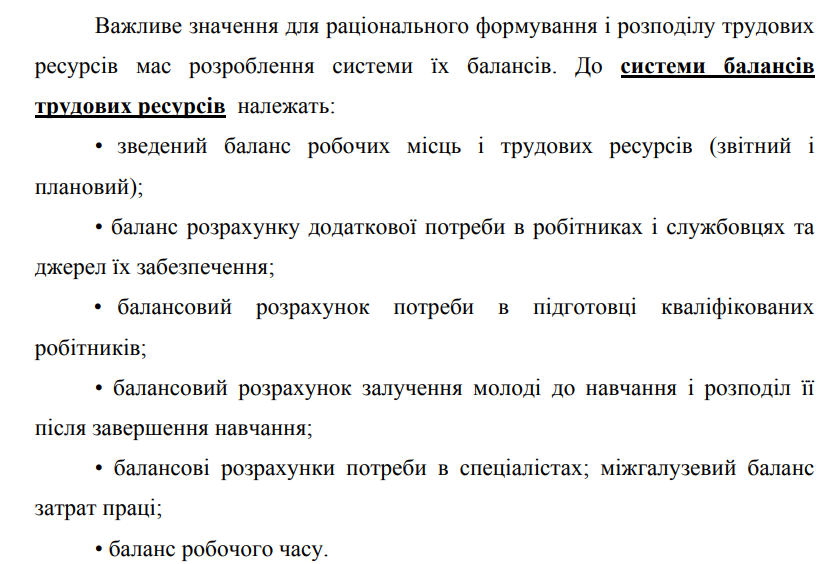 Важливе значення для раціонального формування і розподілу трудових
ресурсів мас розроблення системи їх балансів. До системи балансів
трудових ресурсів належать:
• зведений баланс робочих місць і трудових ресурсів (звітний і
плановий);
• баланс розрахунку додаткової потреби в робітниках і службовцях та
джерел їх забезпечення;
• балансовий розрахунок потреби в підготовці кваліфікованих
робітників;
• балансовий розрахунок залучення молоді до навчання і розподіл її
після завершення навчання;
• балансові розрахунки потреби в спеціалістах; міжгалузевий баланс
затрат праці;
• баланс робочого часу.